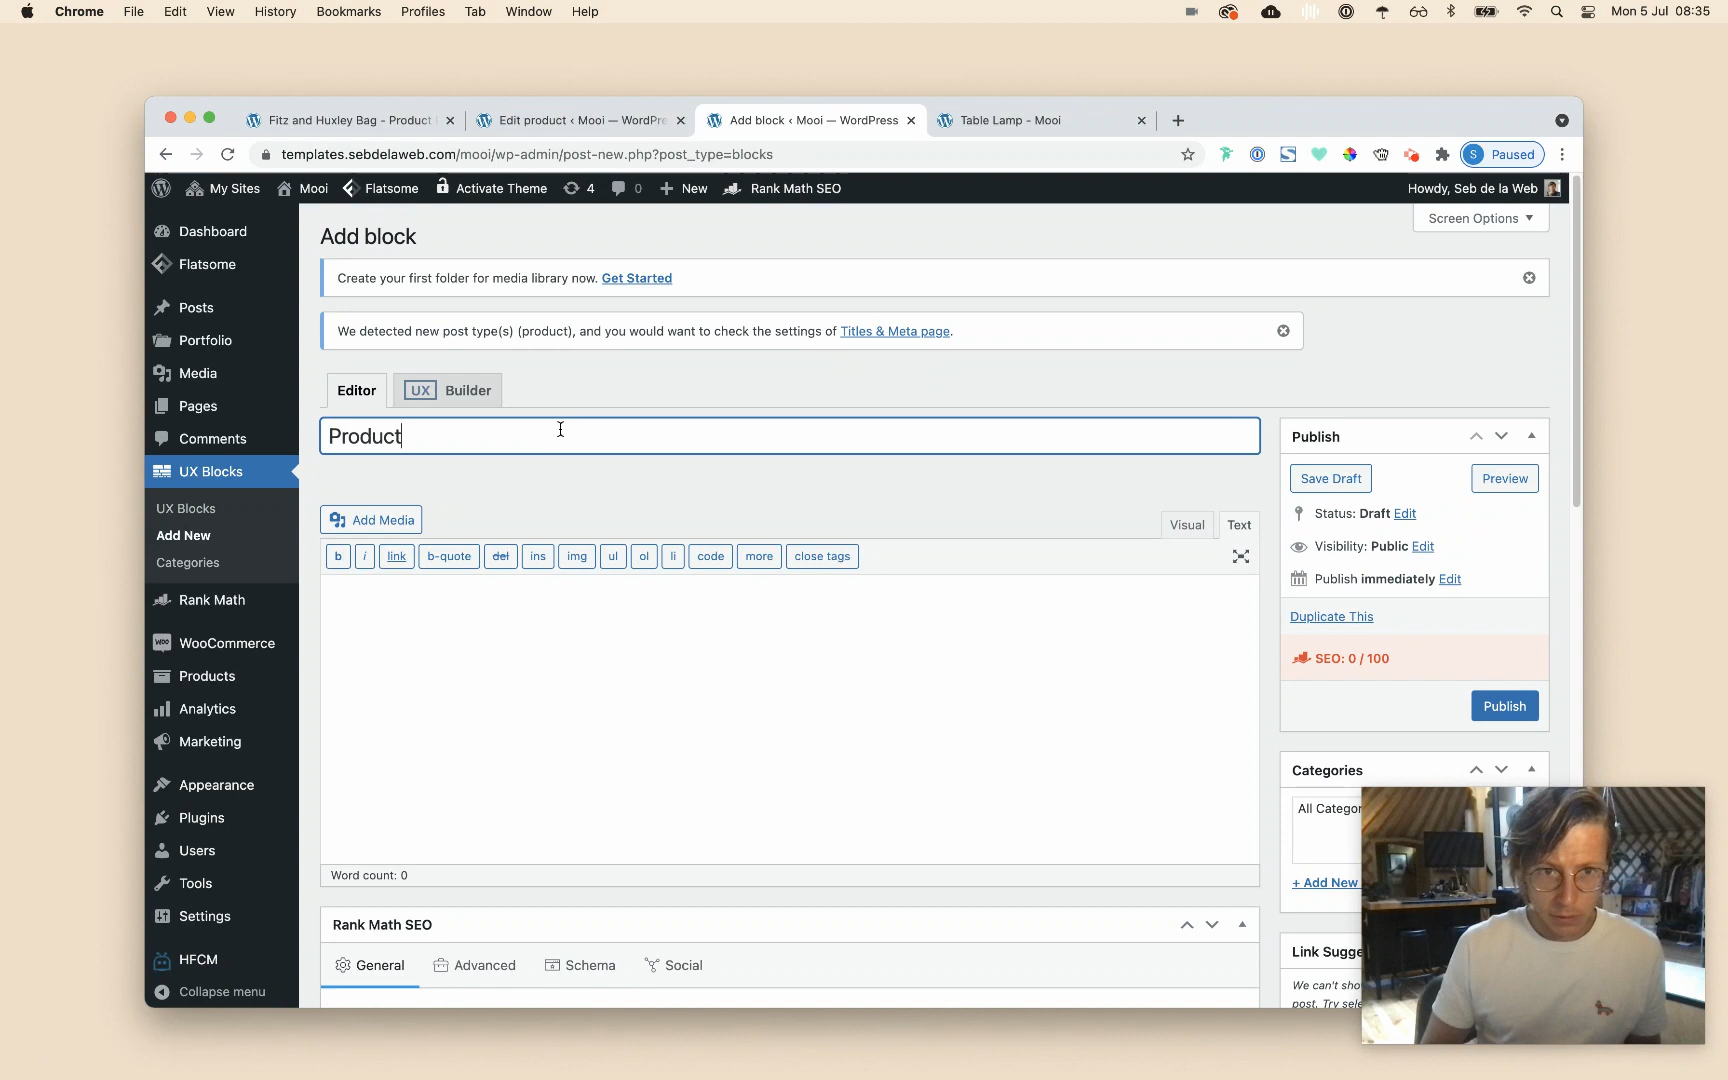 Chrome File Edit View History Bookmarks Profiles Tab Window Help
Mon 5 Jul 08:35
Fitz and Huxley Bag - Product
Edit product ‹ Mooi — WordPre
Add block ‹ Mooi — WordPress
Table Lamp - Mooi
templates.sebdelaweb.com/mooi/wp-admin/post-new.php?post_type=blocks
S Paused
My Sites Mooi Flatsome Activate Theme 4 0 New Rank Math SEO
Howdy, Seb de la Web
Screen Options
Dashboard
Flatsome
Posts
Portfolio
Media
Pages
Comments
UX Blocks
UX Blocks
Add New
Categories
Rank Math
WooCommerce
Products
Analytics
Marketing
Appearance
Plugins
Users
Tools
Settings
HFCM
Collapse menu
Add block
Create your first folder for media library now. Get Started
We detected new post type(s) (product), and you would want to check the settings of Titles & Meta page.
Editor
UX Builder
Product
Add Media
Visual Text
b i link b-quote del ins img ul ol li code more close tags
Word count: 0
Rank Math SEO
General Advanced Schema Social
Publish
Save Draft Preview
Status: Draft Edit
Visibility: Public Edit
Publish immediately Edit
Duplicate This
SEO: 0 / 100
Publish
Categories
All Categor
+ Add New
Link Sugge
We can't sho
post. Try sele